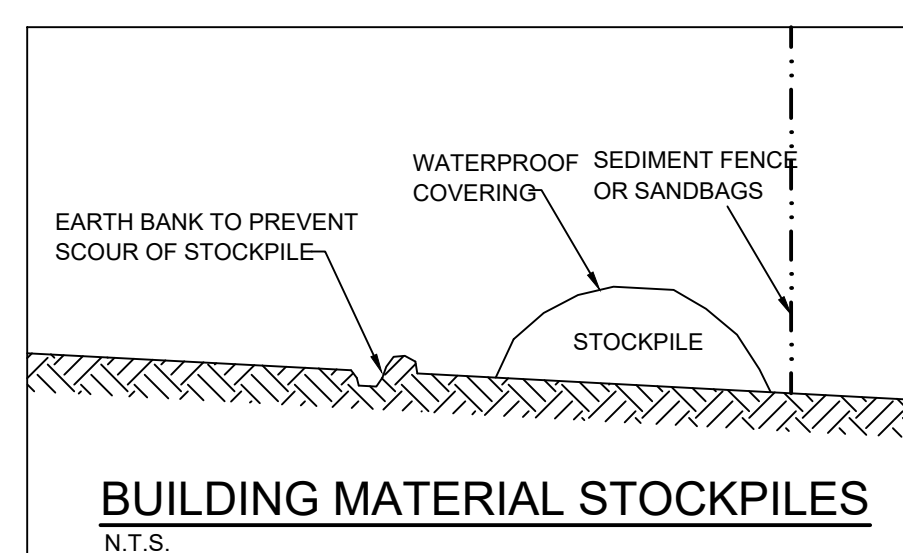 WATERPROOF
COVERING
SEDIMENT FENCE
OR SANDBAGS
EARTH BANK TO PREVENT
SCOUR OF STOCKPILE
STOCKPILE
BUILDING MATERIAL STOCKPILES
N.T.S.